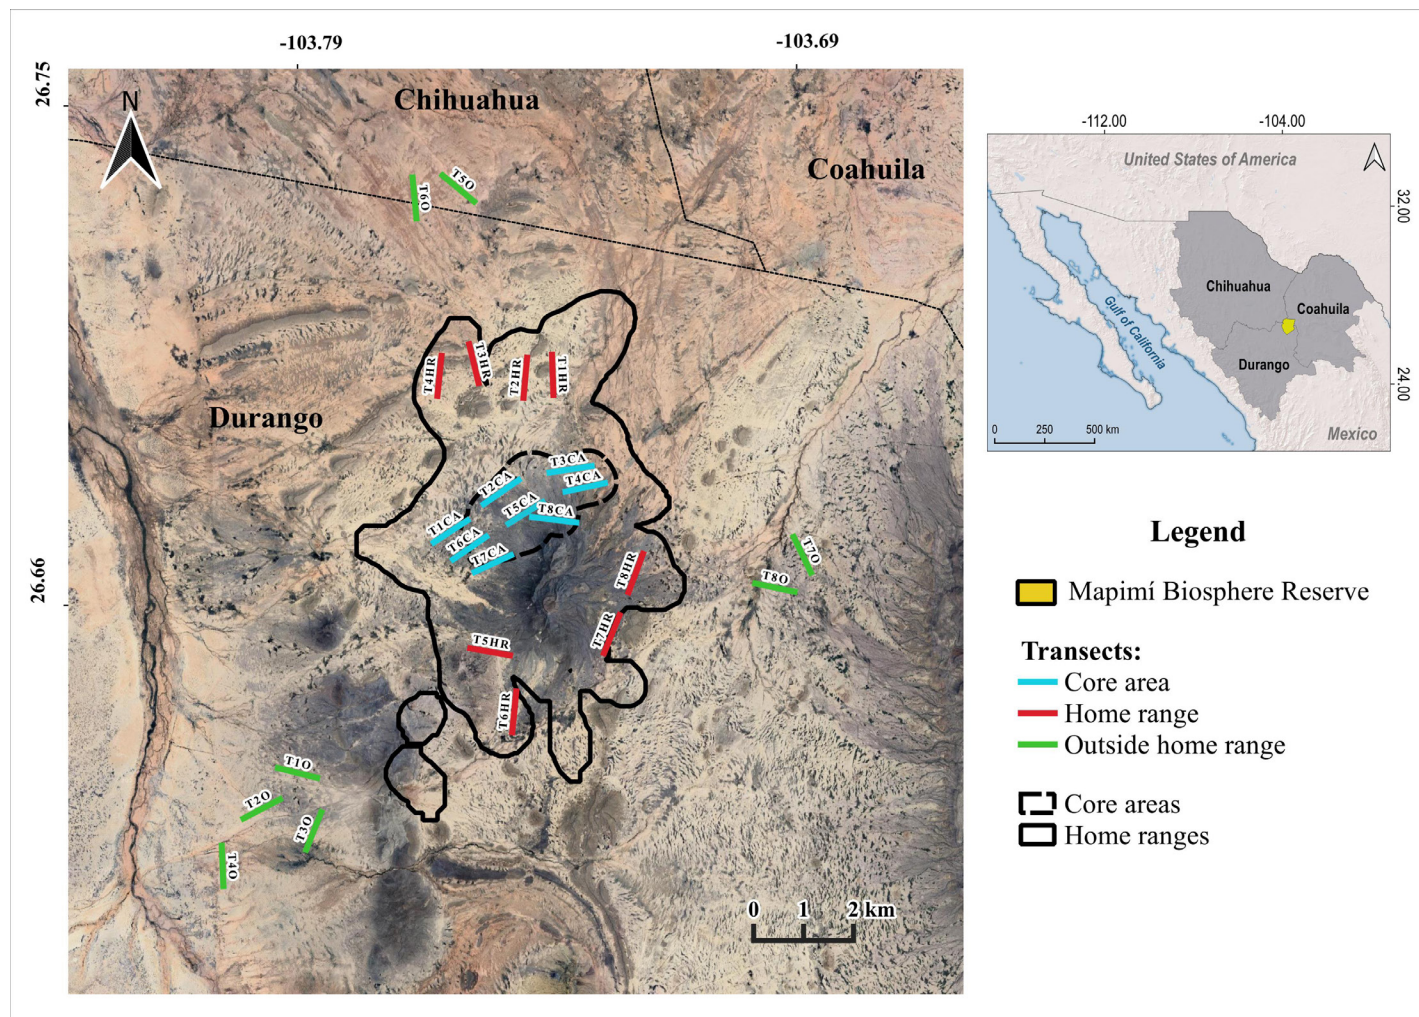 -103.79
-103.69
26.75
26.66
N
Chihuahua
Coahuila
Durango
T6O
T5O
T4HR
T3HR
T2HR
T1HR
T3CA
T4CA
T2CA
T5CA
T8CA
T1CA
T6CA
T7CA
T8HR
T7HR
T5HR
T6HR
T7O
T8O
T1O
T2O
T3O
T4O
0 1 2 km
-112.00
-104.00
32.00
24.00
United States of America
Chihuahua
Coahuila
Durango
Gulf of California
Mexico
0 250 500 km
Legend
Mapimí Biosphere Reserve
Transects:
Core area
Home range
Outside home range
Core areas
Home ranges